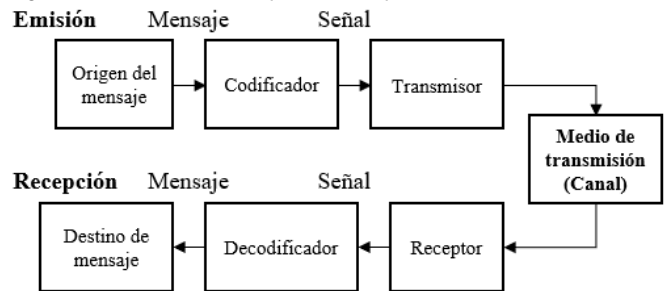 Emisión Mensaje Señal
Origen del
mensaje
Codificador
Transmisor
Medio de
transmisión
(Canal)
Recepción Mensaje Señal
Destino de
mensaje
Decodificador
Receptor